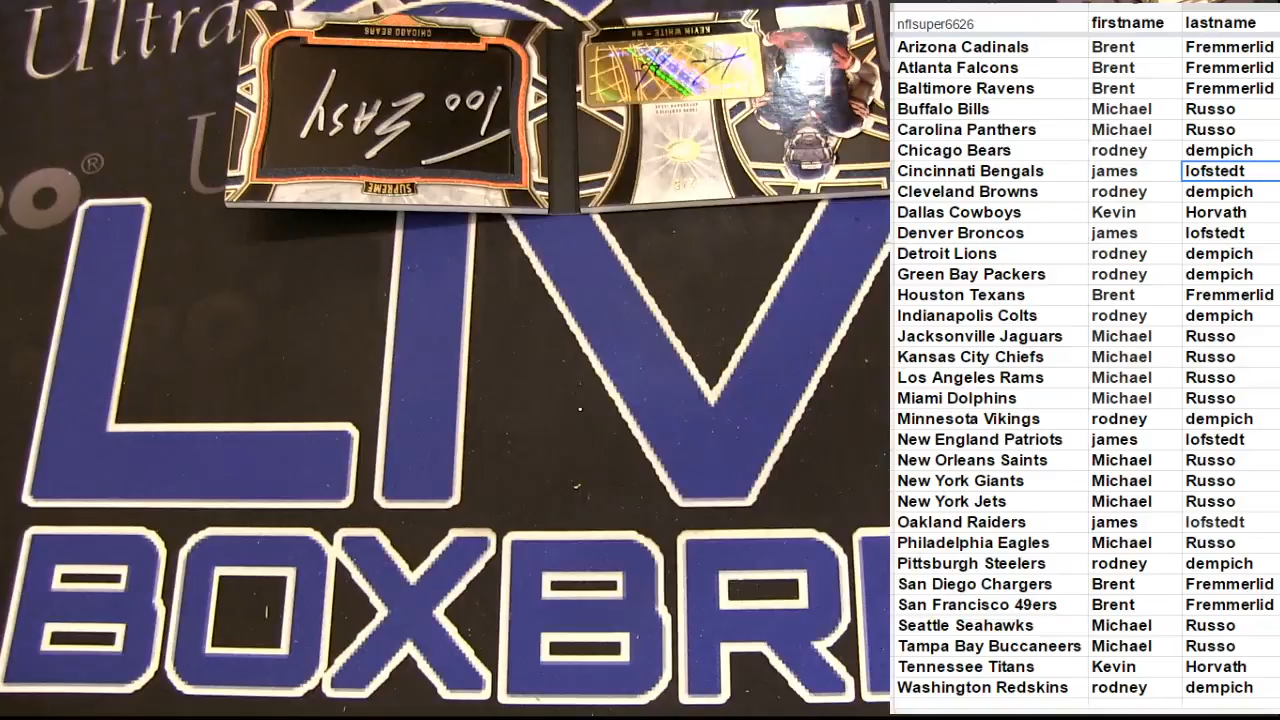 Ultra
RO®
U
CHICAGO BEARS
Too EASY
SUPREME
KEVIN WHITE - WR
2/5
LIV
BOXBRE
nflsuper6626 firstname lastname
Arizona Cadinals Brent Fremmerlid
Atlanta Falcons Brent Fremmerlid
Baltimore Ravens Brent Fremmerlid
Buffalo Bills Michael Russo
Carolina Panthers Michael Russo
Chicago Bears rodney dempich
Cincinnati Bengals james lofstedt
Cleveland Browns rodney dempich
Dallas Cowboys Kevin Horvath
Denver Broncos james lofstedt
Detroit Lions rodney dempich
Green Bay Packers rodney dempich
Houston Texans Brent Fremmerlid
Indianapolis Colts rodney dempich
Jacksonville Jaguars Michael Russo
Kansas City Chiefs Michael Russo
Los Angeles Rams Michael Russo
Miami Dolphins Michael Russo
Minnesota Vikings rodney dempich
New England Patriots james lofstedt
New Orleans Saints Michael Russo
New York Giants Michael Russo
New York Jets Michael Russo
Oakland Raiders james lofstedt
Philadelphia Eagles Michael Russo
Pittsburgh Steelers rodney dempich
San Diego Chargers Brent Fremmerlid
San Francisco 49ers Brent Fremmerlid
Seattle Seahawks Michael Russo
Tampa Bay Buccaneers Michael Russo
Tennessee Titans Kevin Horvath
Washington Redskins rodney dempich